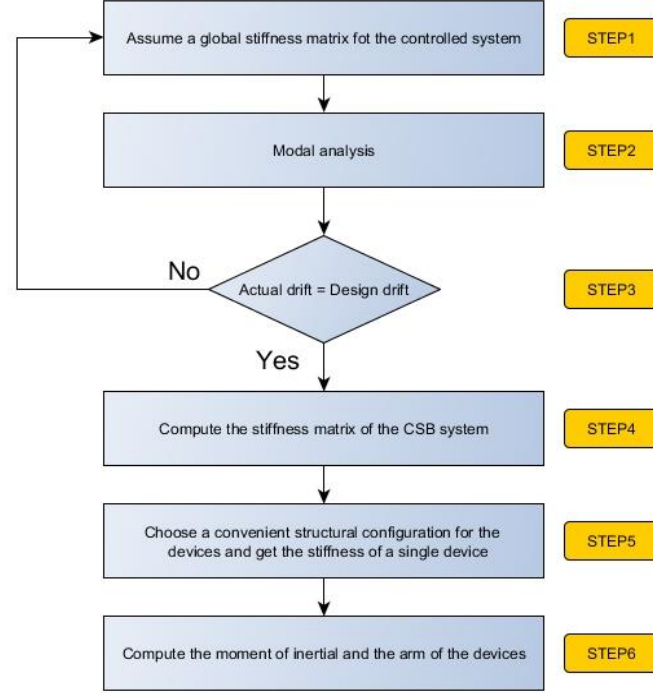 Assume a global stiffness matrix fot the controlled system
STEP1
Modal analysis
STEP2
No
Actual drift = Design drift
STEP3
Yes
Compute the stiffness matrix of the CSB system
STEP4
Choose a convenient structural configuration for the
devices and get the stiffness of a single device
STEP5
Compute the moment of inertial and the arm of the devices
STEP6